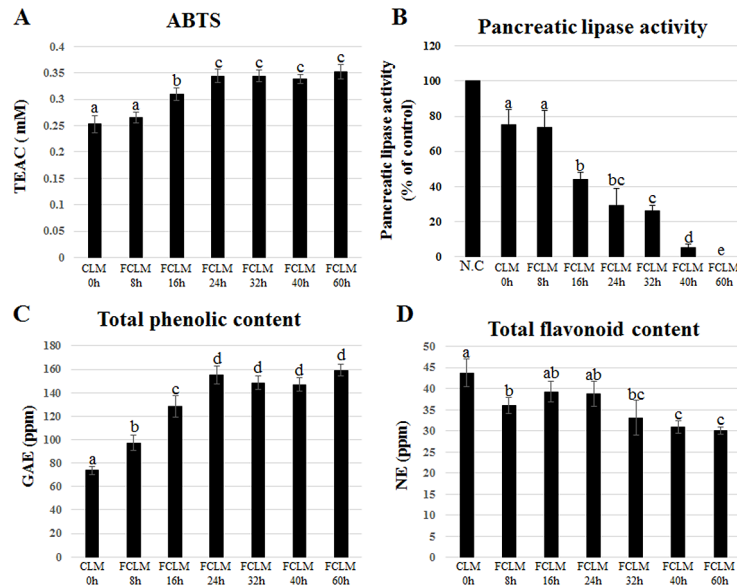 A
ABTS
TEAC ( mM)
0.4
0.35
0.3
0.25
0.2
0.15
0.1
0.05
0
a a b c c c c
CLM FCLM FCLM FCLM FCLM FCLM FCLM
0h 8h 16h 24h 32h 40h 60h
B
Pancreatic lipase activity
Pancreatic lipase activity
(% of control)
120
100
80
60
40
20
0
a a b bc c d e
N.C CLM FCLM FCLM FCLM FCLM FCLM FCLM
0h 8h 16h 24h 32h 40h 60h
C
Total phenolic content
GAE (ppm)
180
160
140
120
100
80
60
40
20
0
a b c d d d d
CLM FCLM FCLM FCLM FCLM FCLM FCLM
0h 8h 16h 24h 32h 40h 60h
D
Total flavonoid content
NE (ppm)
50
45
40
35
30
25
20
15
10
5
0
a b ab ab bc c c
CLM FCLM FCLM FCLM FCLM FCLM FCLM
0h 8h 16h 24h 32h 40h 60h